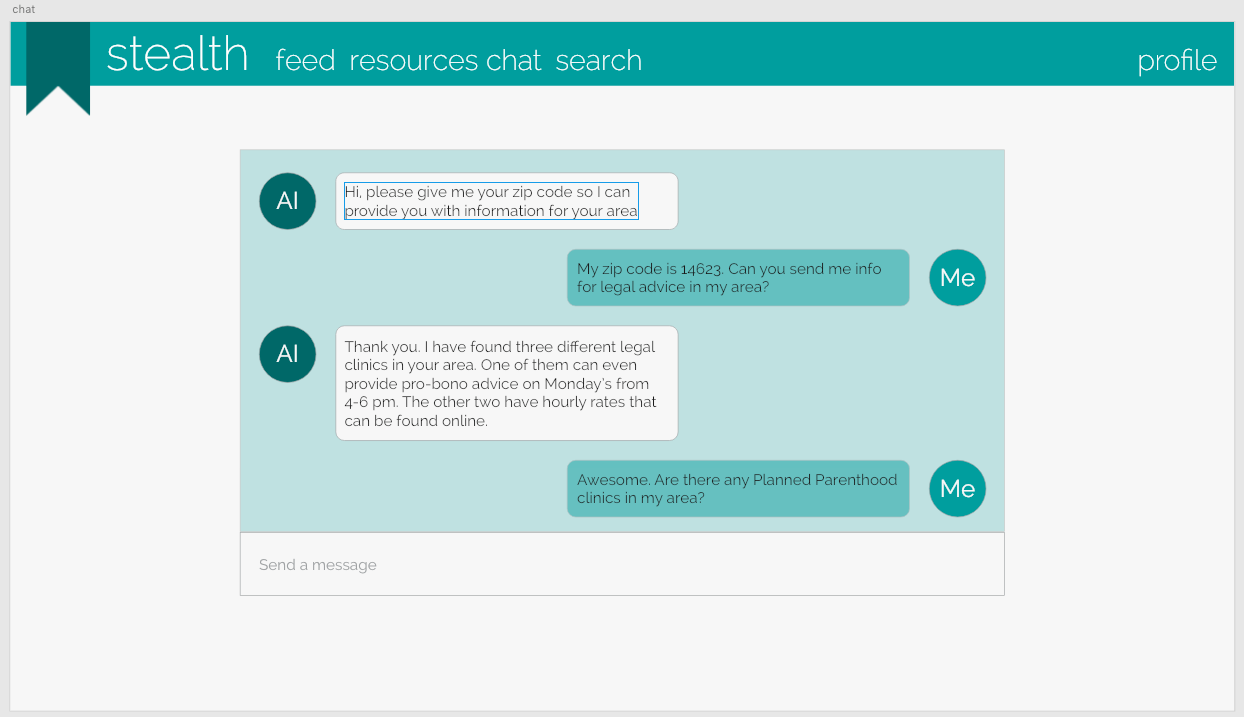 chat
stealth feed resources chat search profile
AI
Hi, please give me your zip code so I can
provide you with information for your area
My zip code is 14623. Can you send me info
for legal advice in my area?
Me
AI
Thank you. I have found three different legal
clinics in your area. One of them can even
provide pro-bono advice on Monday's from
4-6 pm. The other two have hourly rates that
can be found online.
Awesome. Are there any Planned Parenthood
clinics in my area?
Me
Send a message